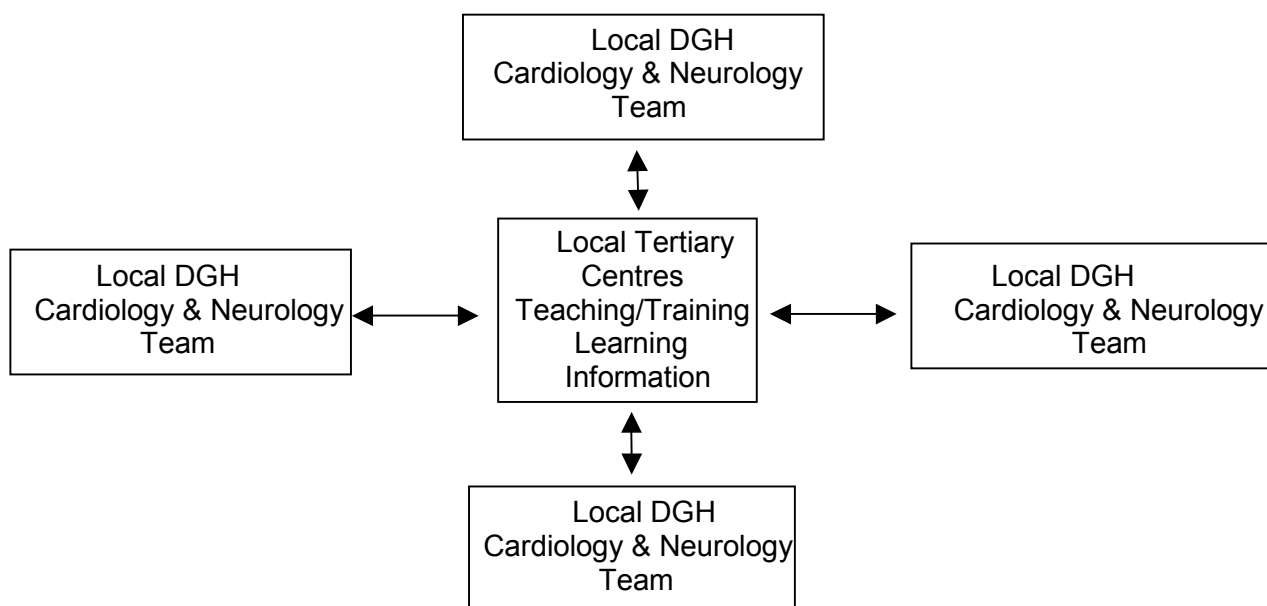 Local DGH
Cardiology & Neurology
Team
Local Tertiary
Centres
Teaching/Training
Learning
Information
Local DGH
Cardiology & Neurology
Team
Local DGH
Cardiology & Neurology
Team
Local DGH
Cardiology & Neurology
Team